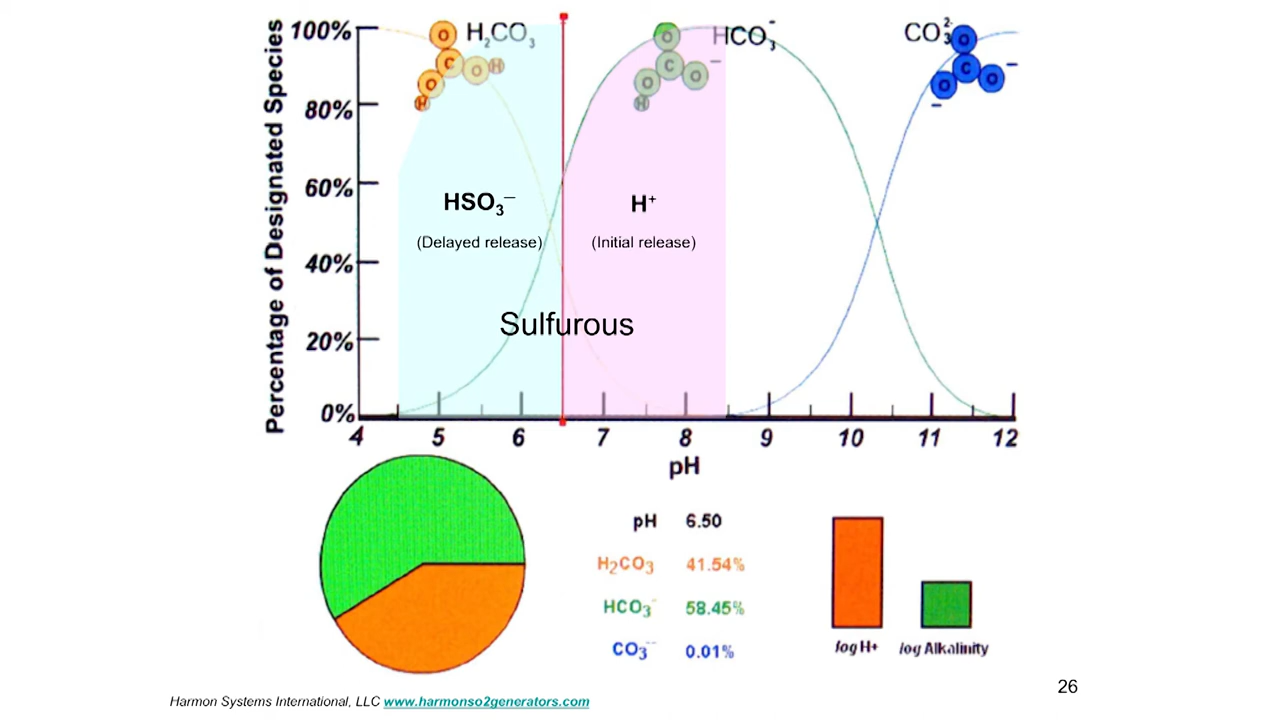 Percentage of Designated Species
100%
80%
60%
40%
20%
0%
H₂CO₃
O
C
O
H
O
H
HCO₃⁻
O
C
O
O
H
CO₃²⁻
O
C
O
O
HSO₃⁻
(Delayed release)
H⁺
(Initial release)
Sulfurous
4 5 6 7 8 9 10 11 12
pH
pH 6.50
H₂CO₃ 41.54%
HCO₃⁻ 58.45%
CO₃⁻⁻ 0.01%
log H+
log Alkalinity
26
Harmon Systems International, LLC www.harmonso2generators.com